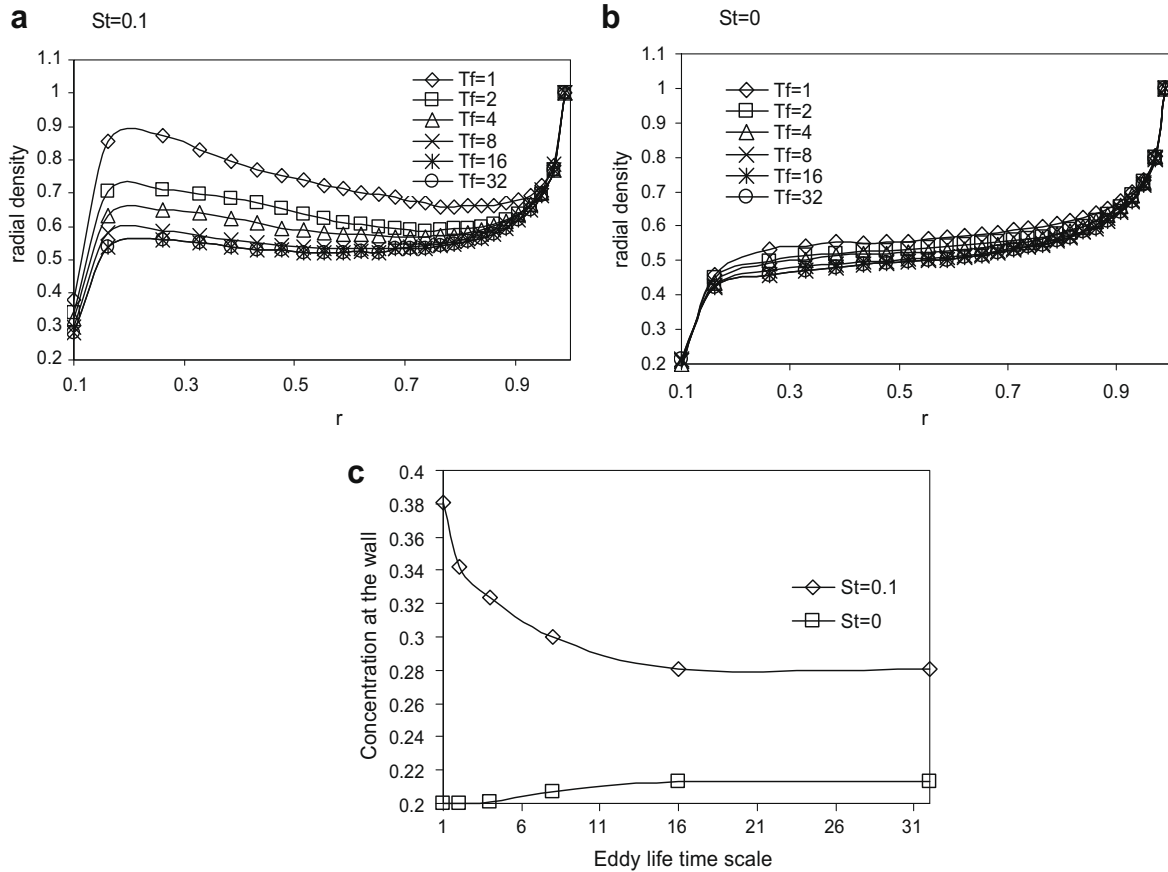 a
St=0.1
radial density
1.1
1
0.9
0.8
0.7
0.6
0.5
0.4
0.3
0.2
0.1
0.3
0.5
0.7
0.9
r
Tf=1
Tf=2
Tf=4
Tf=8
Tf=16
Tf=32
b
St=0
radial density
1.1
1
0.9
0.8
0.7
0.6
0.5
0.4
0.3
0.2
0.1
0.3
0.5
0.7
0.9
r
Tf=1
Tf=2
Tf=4
Tf=8
Tf=16
Tf=32
c
Concentration at the wall
0.4
0.38
0.36
0.34
0.32
0.3
0.28
0.26
0.24
0.22
0.2
1
6
11
16
21
26
31
Eddy life time scale
St=0.1
St=0